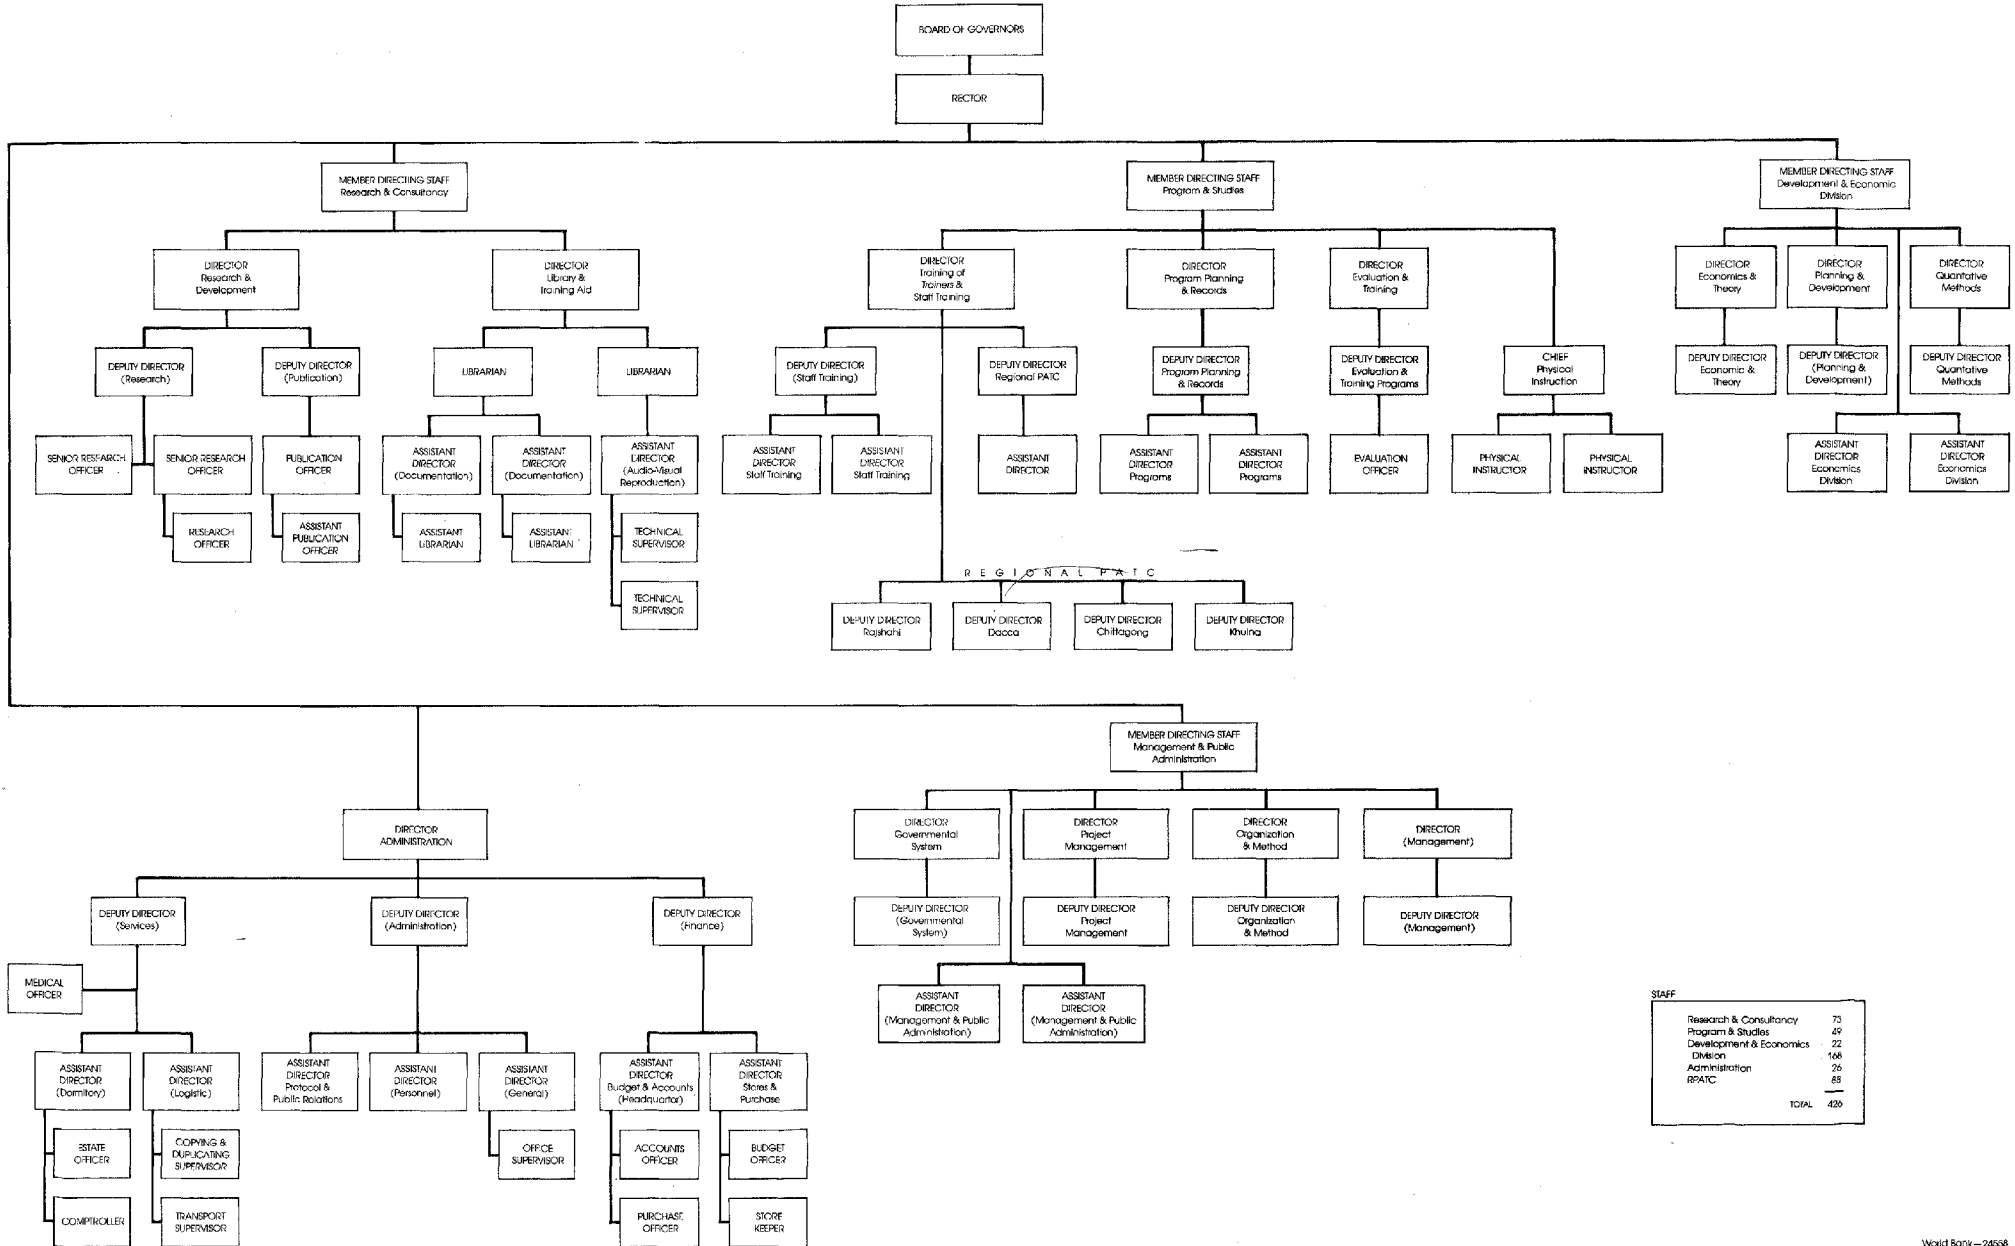 BOARD OF GOVERNORS
RECTOR
MEMBER DIRECTING STAFF
Research & Consultancy
MEMBER DIRECTING STAFF
Program & Studies
MEMBER DIRECTING STAFF
Development & Economic
Division
DIRECTOR
Research &
Development
DIRECTOR
Library &
Training Aid
DIRECTOR
Training of
Trainers &
Staff Training
DIRECTOR
Program Planning
& Records
DIRECTOR
Evaluation &
Training
DIRECTOR
Economics &
Theory
DIRECTOR
Planning &
Development
DIRECTOR
Quantative
Methods
DEPUTY DIRECTOR
(Research)
DEPUTY DIRECTOR
(Publication)
LIBRARIAN
LIBRARIAN
DEPUTY DIRECTOR
(Staff Training)
DEPUTY DIRECTOR
Regional PATC
DEPUTY DIRECTOR
Program Planning
& Records
DEPUTY DIRECTOR
Evaluation &
Training Programs
CHIEF
Physical
Instruction
DEPUTY DIRECTOR
Economic &
Theory
DEPUTY DIRECTOR
(Planning &
Development)
DEPUTY DIRECTOR
Quantative
Methods
SENIOR RESEARCH
OFFICER
SENIOR RESEARCH
OFFICER
PUBLICATION
OFFICER
ASSISTANT
DIRECTOR
(Documentation)
ASSISTANT
DIRECTOR
(Documentation)
ASSISTANT
DIRECTOR
(Audio-Visual
Reproduction)
ASSISTANT
DIRECTOR
Staff Training
ASSISTANT
DIRECTOR
Staff Training
ASSISTANT
DIRECTOR
ASSISTANT
DIRECTOR
Programs
ASSISTANT
DIRECTOR
Programs
EVALUATION
OFFICER
PHYSICAL
INSTRUCTOR
PHYSICAL
INSTRUCTOR
ASSISTANT
DIRECTOR
Economics
Division
ASSISTANT
DIRECTOR
Economics
Division
RESEARCH
OFFICER
ASSISTANT
PUBLICATION
OFFICER
ASSISTANT
LIBRARIAN
ASSISTANT
LIBRARIAN
TECHNICAL
SUPERVISOR
TECHNICAL
SUPERVISOR
REGIONAL PATC
DEPUTY DIRECTOR
Rajshahi
DEPUTY DIRECTOR
Dacca
DEPUTY DIRECTOR
Chittagong
DEPUTY DIRECTOR
Khulna
MEMBER DIRECTING STAFF
Management & Public
Administration
DIRECTOR
ADMINISTRATION
DIRECTOR
Governmental
System
DIRECTOR
Project
Management
DIRECTOR
Organization
& Method
DIRECTOR
(Management)
DEPUTY DIRECTOR
(Services)
DEPUTY DIRECTOR
(Administration)
DEPUTY DIRECTOR
(Finance)
DEPUTY DIRECTOR
(Governmental
System)
DEPUTY DIRECTOR
Project
Management
DEPUTY DIRECTOR
Organization
& Method
DEPUTY DIRECTOR
(Management)
MEDICAL
OFFICER
ASSISTANT
DIRECTOR
(Management & Public
Administration)
ASSISTANT
DIRECTOR
(Management & Public
Administration)
ASSISTANT
DIRECTOR
(Dormitory)
ASSISTANT
DIRECTOR
(Logistic)
ASSISTANT
DIRECTOR
Protocol &
Public Relations
ASSISTANT
DIRECTOR
(Personnel)
ASSISTANT
DIRECTOR
(General)
ASSISTANT
DIRECTOR
Budget & Accounts
(Headquarter)
ASSISTANT
DIRECTOR
Stores &
Purchase
ESTATE
OFFICER
COPYING &
DUPLICATING
SUPERVISOR
OFFICE
SUPERVISOR
ACCOUNTS
OFFICER
BUDGET
OFFICER
COMPTROLLER
TRANSPORT
SUPERVISOR
PURCHASE
OFFICER
STORE
KEEPER
STAFF
Research & Consultancy 73
Program & Studies 49
Development & Economics 22
Division 168
Administration 26
RPATC 88
TOTAL 426
World Bank—24558